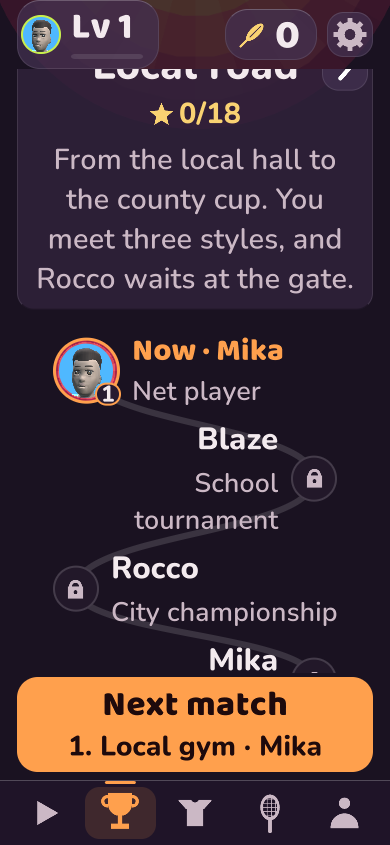 Lv 1
0
Local road
0/18
From the local hall to
the county cup. You
meet three styles, and
Rocco waits at the gate.
Now · Mika
1
Net player
Blaze
School
tournament
Rocco
City championship
Mika
Next match
1. Local gym · Mika